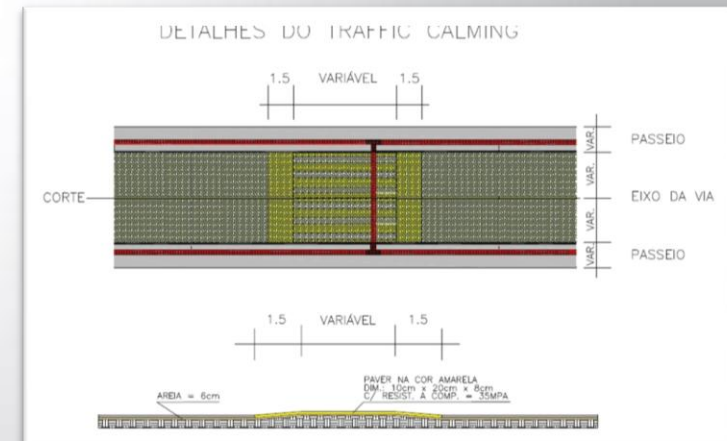 DETALHES DO TRAFFIC CALMING
1.5 VARIÁVEL 1.5
VAR.
PASSEIO
VAR.
CORTE
EIXO DA VIA
VAR.
VAR.
PASSEIO
1.5 VARIÁVEL 1.5
AREIA = 6cm
PAVER NA COR AMARELA
DIM.: 10cm x 20cm x 8cm
C/ RESIST. A COMP. = 35MPA